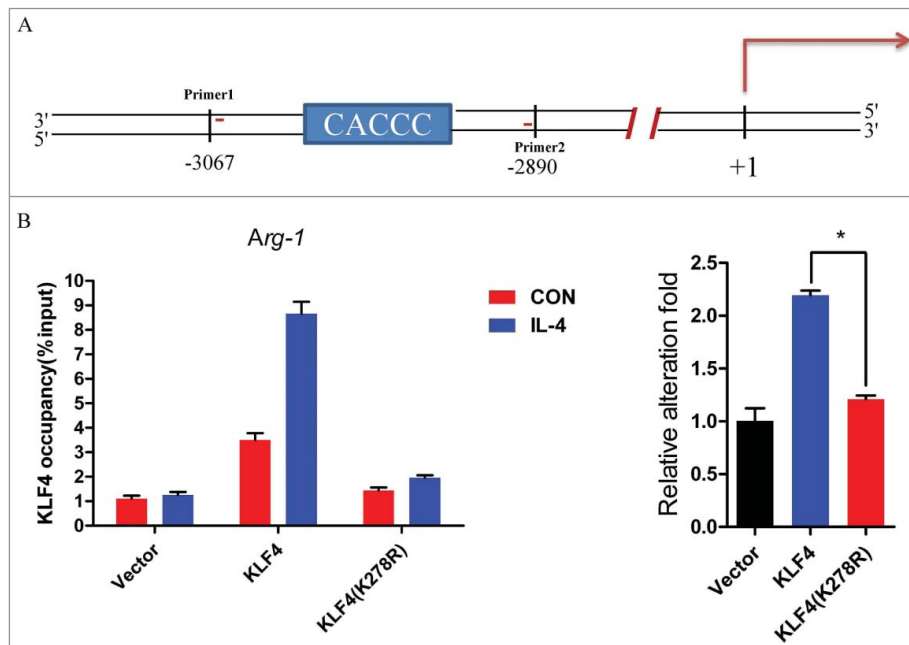 A
Primer1
3'
5'
CACCC
5'
3'
Primer2
-3067
-2890
+1
B
Arg-1
KLF4 occupancy(%input)
10
9
8
7
6
5
4
3
2
1
0
Vector
KLF4
KLF4(K278R)
CON
IL-4
*
Relative alteration fold
2.5
2.0
1.5
1.0
0.5
0.0
Vector
KLF4
KLF4(K278R)